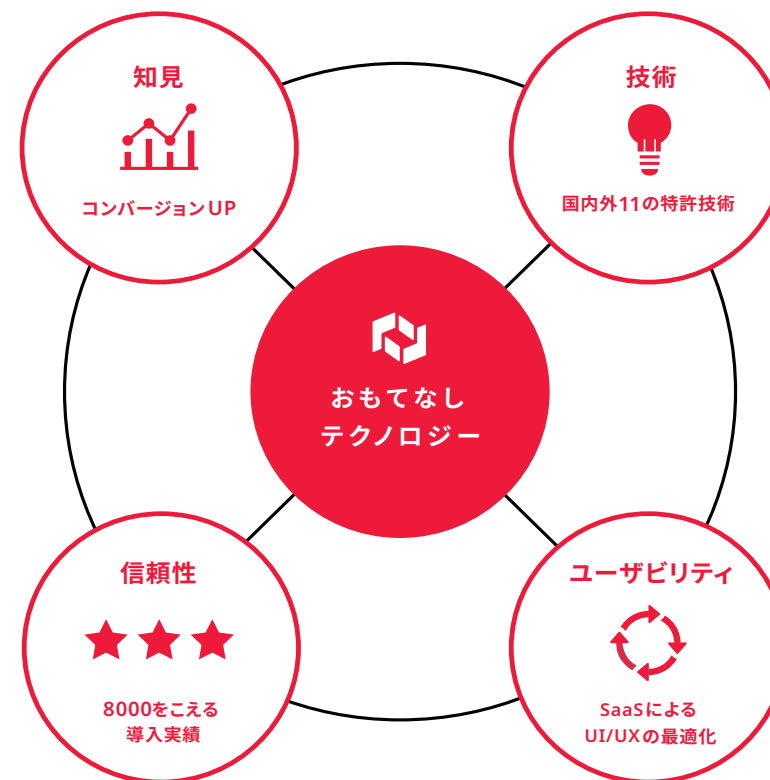 知見
コンバージョンUP
技術
国内外11の特許技術
おもてなし
テクノロジー
信頼性
8000をこえる
導入実績
ユーザビリティ
SaaSによる
UI/UXの最適化